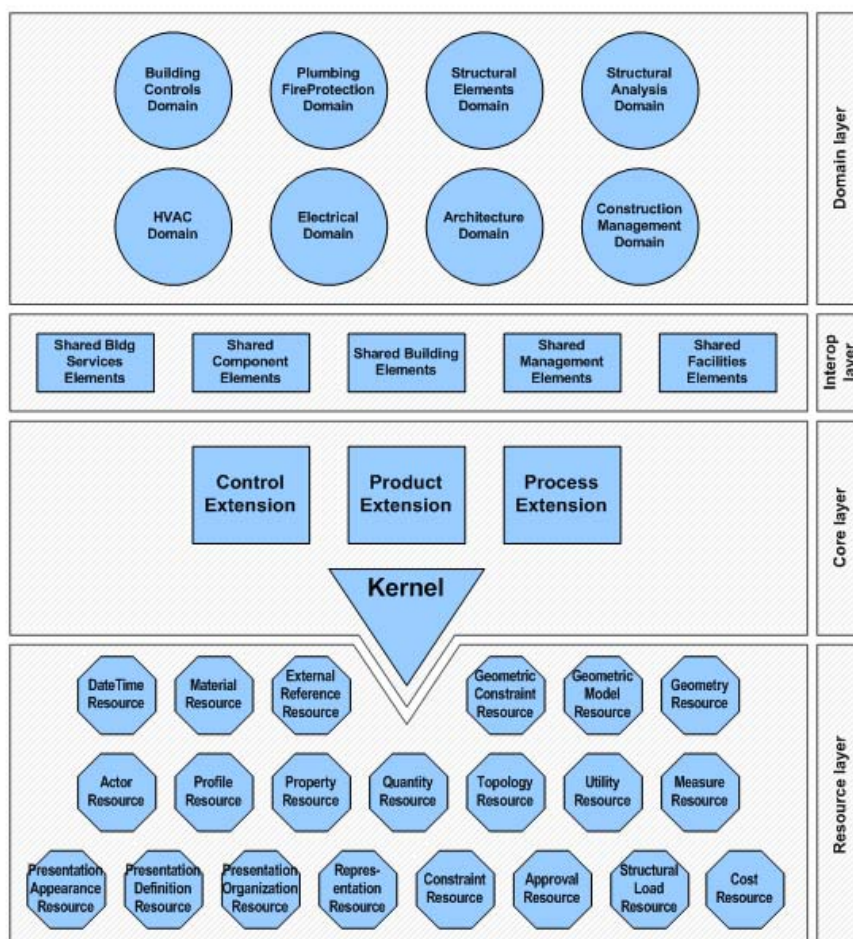 Building
Controls
Domain
Plumbing
FireProtection
Domain
Structural
Elements
Domain
Structural
Analysis
Domain
HVAC
Domain
Electrical
Domain
Architecture
Domain
Construction
Management
Domain
Domain layer
Shared Bldg
Services
Elements
Shared
Component
Elements
Shared Building
Elements
Shared
Management
Elements
Shared
Facilities
Elements
Interop
layer
Control
Extension
Product
Extension
Process
Extension
Kernel
Core layer
DateTime
Resource
Material
Resource
External
Reference
Resource
Geometric
Constraint
Resource
Geometric
Model
Resource
Geometry
Resource
Actor
Resource
Profile
Resource
Property
Resource
Quantity
Resource
Topology
Resource
Utility
Resource
Measure
Resource
Presentation
Appearance
Resource
Presentation
Definition
Resource
Presentation
Organization
Resource
Repres-
entation
Resource
Constraint
Resource
Approval
Resource
Structural
Load
Resource
Cost
Resource
Resource layer